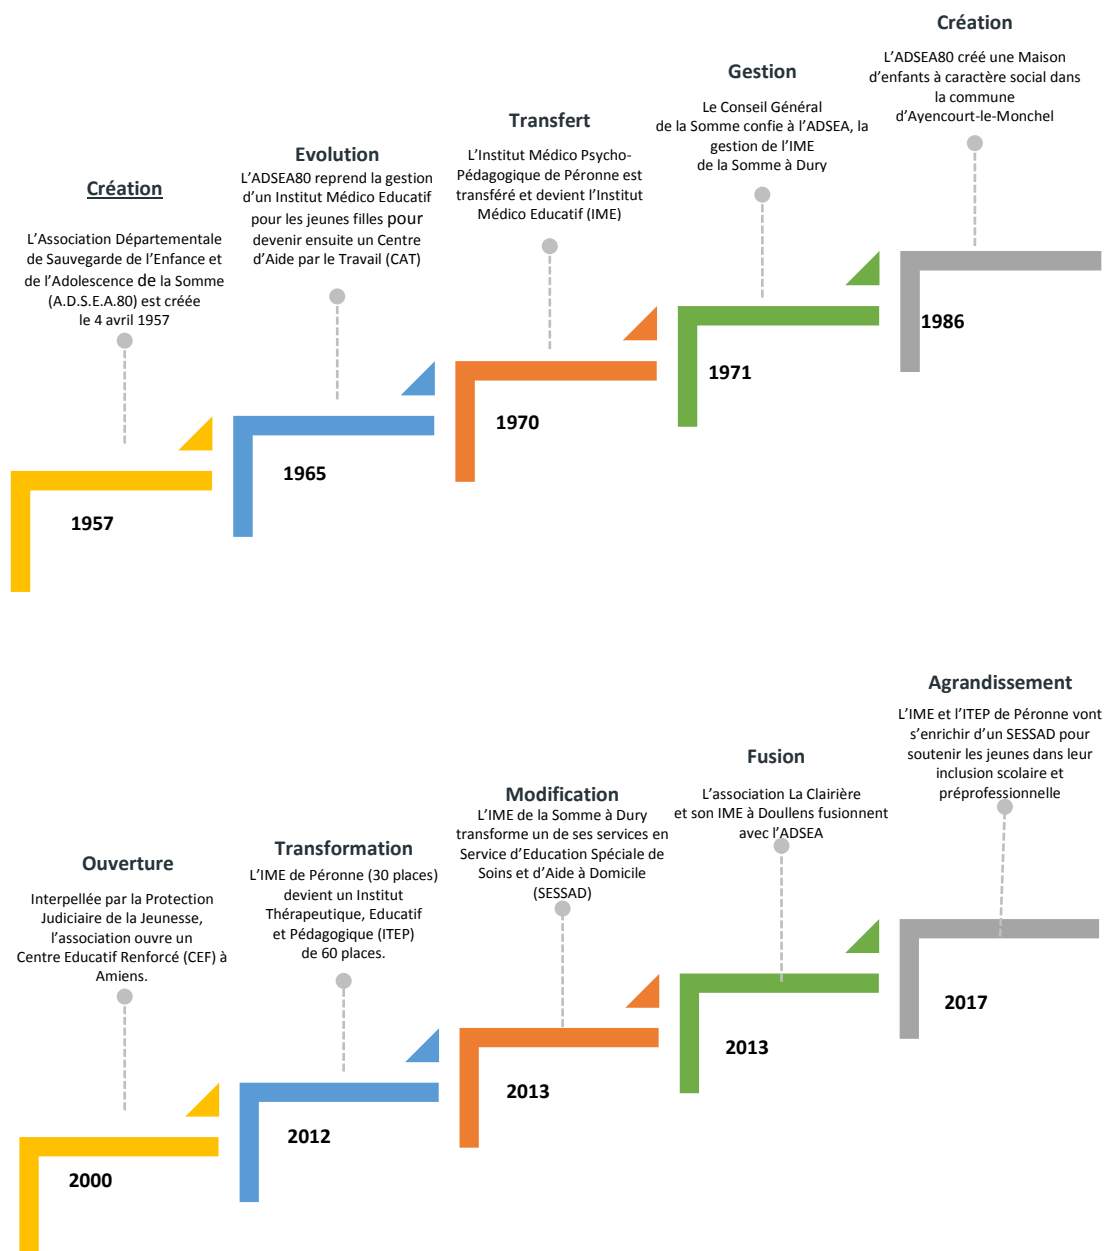 Création
L'Association Départementale
de Sauvegarde de l'Enfance et
de l'Adolescence de la Somme
(A.D.S.E.A.80) est créée
le 4 avril 1957
1957
Evolution
L'ADSEA80 reprend la gestion
d'un Institut Médico Educatif
pour les jeunes filles pour
devenir ensuite un Centre
d'Aide par le Travail (CAT)
1965
Transfert
L'Institut Médico Psycho-
Pédagogique de Péronne est
transféré et devient l'Institut
Médico Educatif (IME)
1970
Gestion
Le Conseil Général
de la Somme confie à l'ADSEA, la
gestion de l'IME
de la Somme à Dury
1971
Création
L'ADSEA80 créé une Maison
d'enfants à caractère social dans
la commune
d'Ayencourt-le-Monchel
1986
Ouverture
Interpellée par la Protection
Judiciaire de la Jeunesse,
l'association ouvre un
Centre Educatif Renforcé (CEF) à
Amiens.
2000
Transformation
L'IME de Péronne (30 places)
devient un Institut
Thérapeutique, Educatif
et Pédagogique (ITEP)
de 60 places.
2012
Modification
L'IME de la Somme à Dury
transforme un de ses services en
Service d'Education Spéciale de
Soins et d'Aide à Domicile
(SESSAD)
2013
Fusion
L'association La Clairière
et son IME à Doullens fusionnent
avec l'ADSEA
2013
Agrandissement
L'IME et l'ITEP de Péronne vont
s'enrichir d'un SESSAD pour
soutenir les jeunes dans leur
inclusion scolaire et
préprofessionnelle
2017